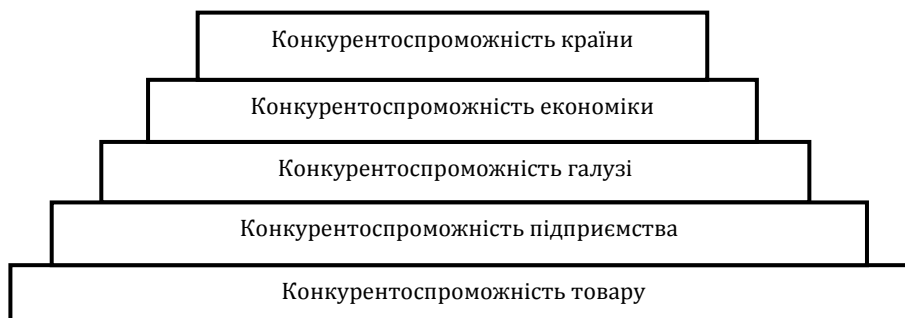 Конкурентоспроможність країни
Конкурентоспроможність економіки
Конкурентоспроможність галузі
Конкурентоспроможність підприємства
Конкурентоспроможність товару